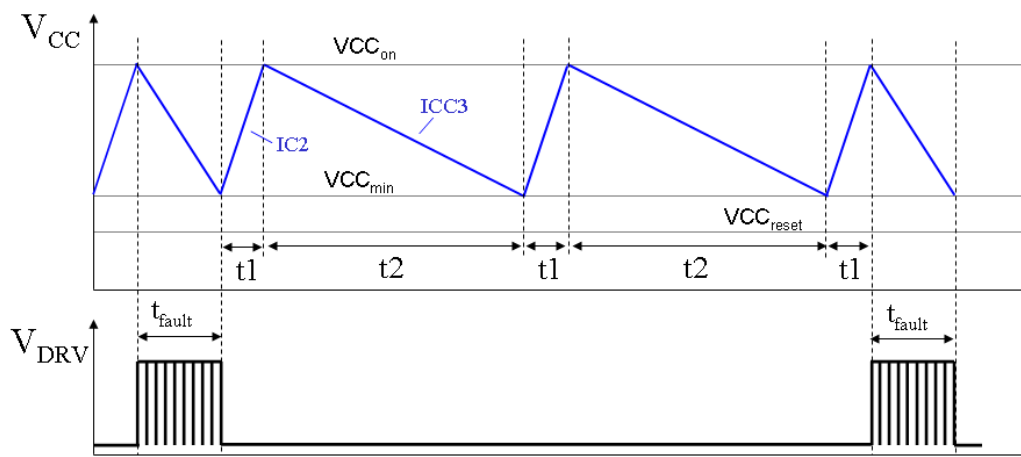 VCC
VCCon
ICC3
IC2
VCCmin
VCCreset
t1
t2
t1
t2
t1
tfault
tfault
VDRV